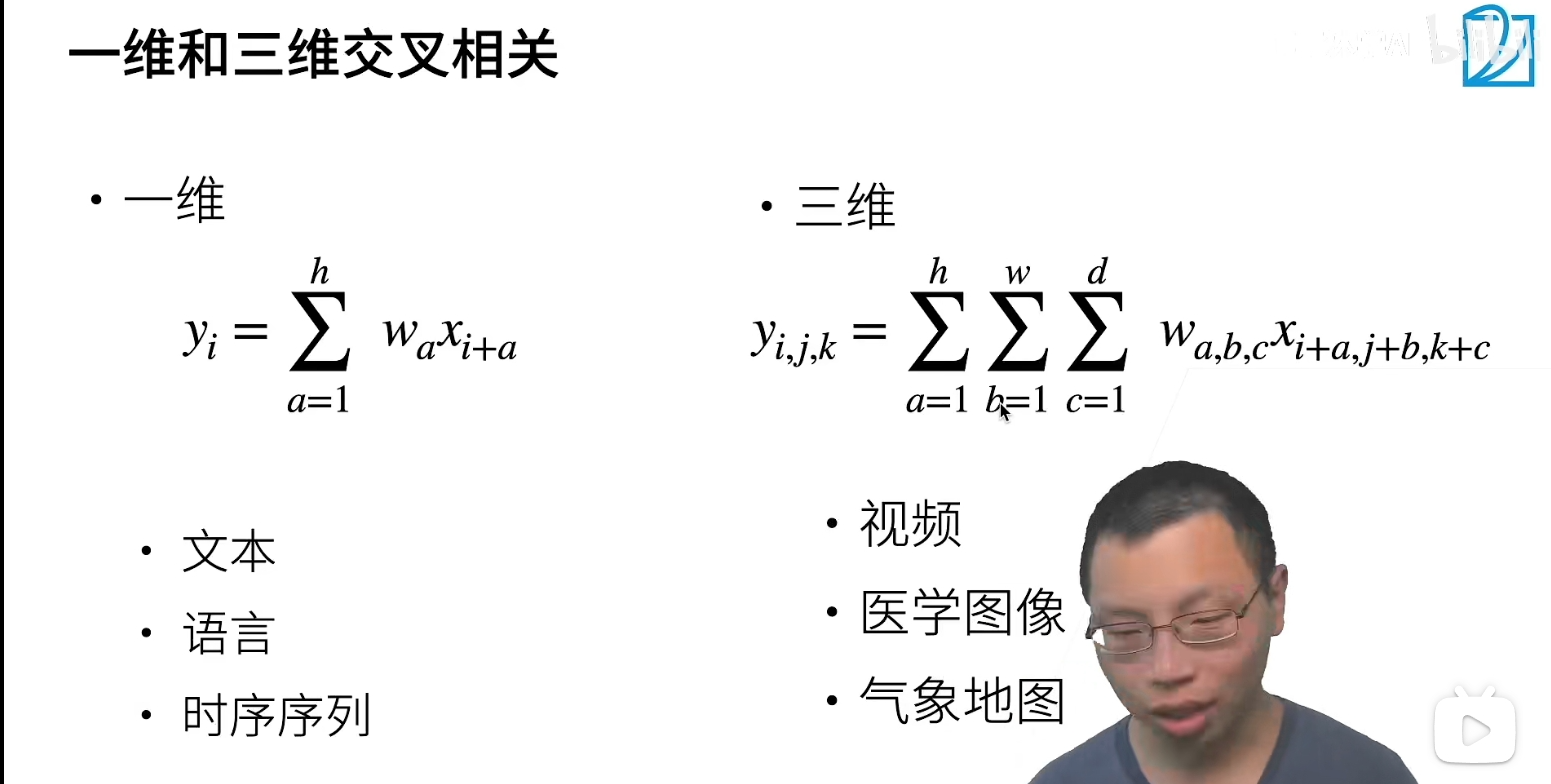 一维和三维交叉相关
• 一维
y_i = \sum_{a=1}^{h} w_a x_{i+a}
• 文本
• 语言
• 时序序列
• 三维
y_{i,j,k} = \sum_{a=1}^{h} \sum_{b=1}^{w} \sum_{c=1}^{d} w_{a,b,c} x_{i+a,j+b,k+c}
• 视频
• 医学图像
• 气象地图